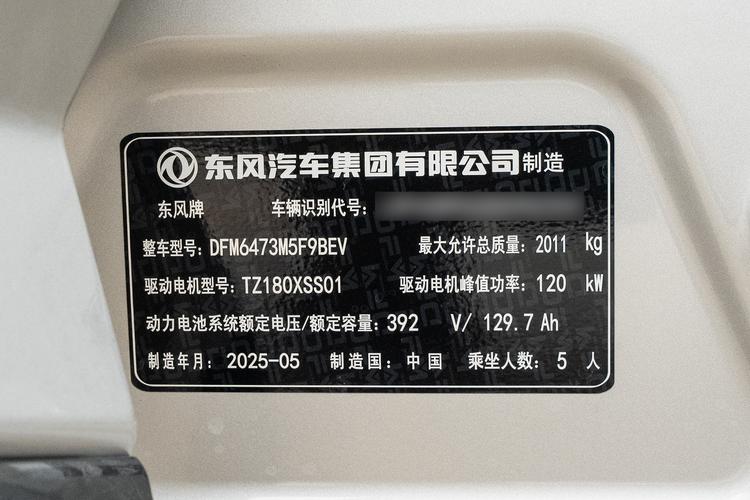 东风汽车集团有限公司制造
东风牌 车辆识别代号：
整车型号：DFM6473M5F9BEV 最大允许总质量：2011 kg
驱动电机型号：TZ180XSS01 驱动电机峰值功率：120 kW
动力电池系统额定电压/额定容量：392 V/ 129.7 Ah
制造年月：2025-05 制造国：中国 乘坐人数：5 人